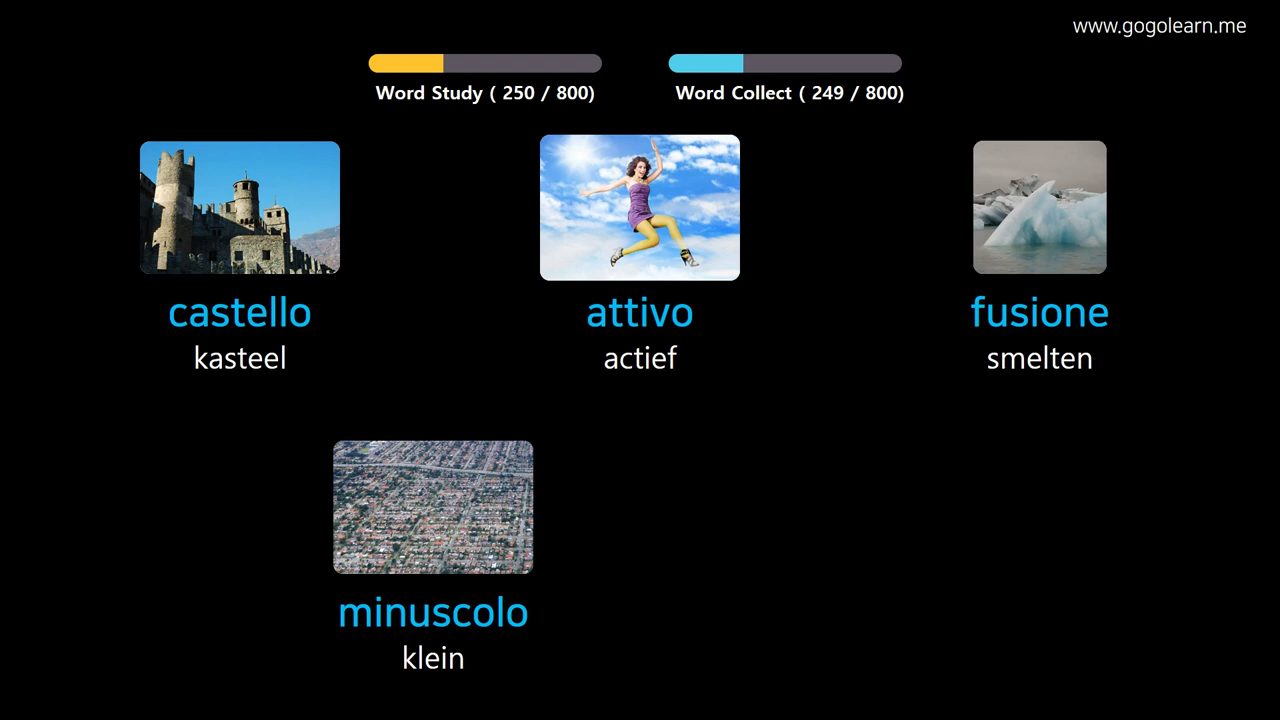 www.gogolearn.me
Word Study ( 250 / 800)
Word Collect ( 249 / 800)
castello
kasteel
attivo
actief
fusione
smelten
minuscolo
klein